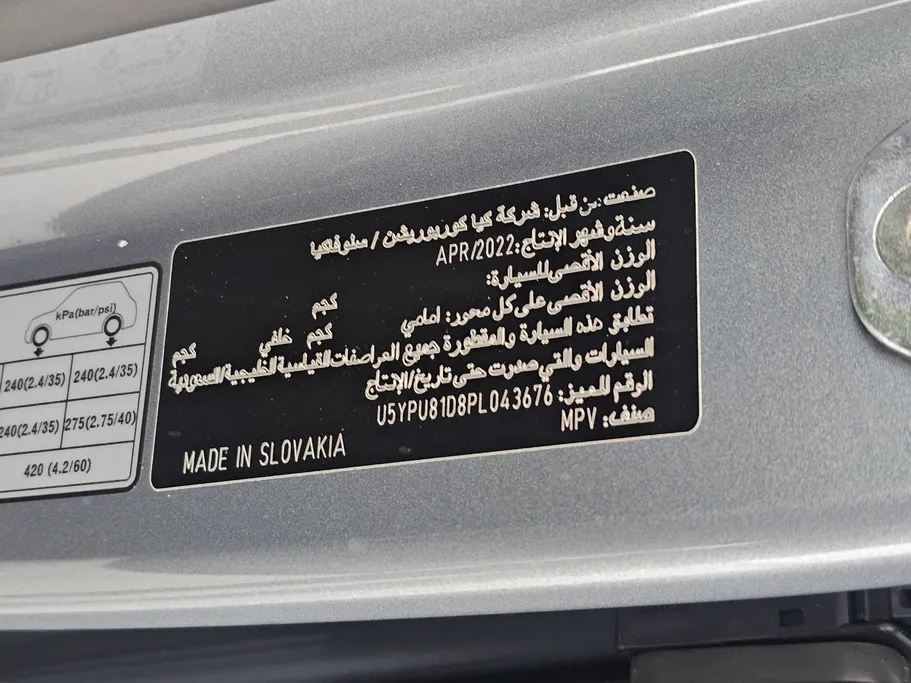 صنعت من قبل: شركة كيا كوربوريشن / سلوفاكيا
سنة وشهر الإنتاج: APR/2022
الوزن الأقصى للسيارة: كجم
الوزن الأقصى على كل محور: امامي كجم خلفي كجم
تطابق هذه السيارة والمقطورة جميع المراصفات القياسية الخليجية/السعودية
السيارات والتي صدرت حتى تاريخ/الإنتاج
الرقم المميز: U5YPU81D8PL043676
صنف: MPV
MADE IN SLOVAKIA
kPa(bar/psi)
240(2.4/35) 240(2.4/35)
240(2.4/35) 275(2.75/40)
420 (4.2/60)